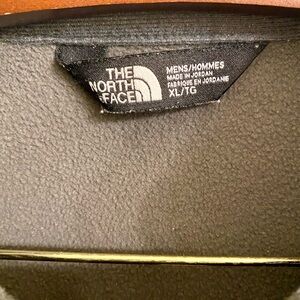 THE
NORTH
FACE
MENS/HOMMES
MADE IN JORDAN
FABRIQUÉ EN JORDANIE
XL/TG